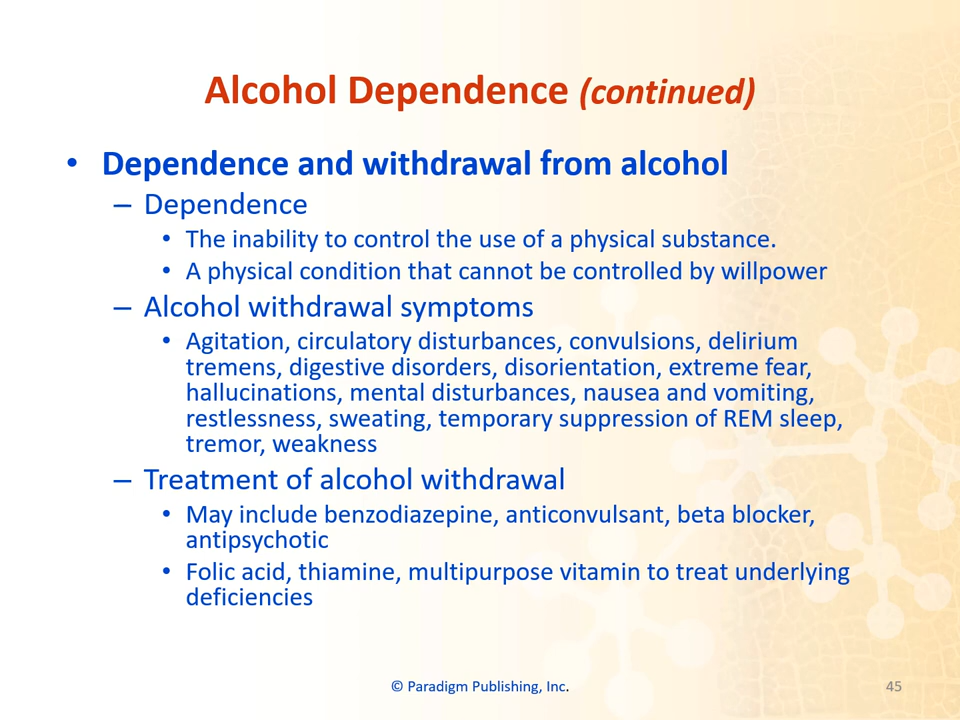 Alcohol Dependence (continued)
• Dependence and withdrawal from alcohol
– Dependence
• The inability to control the use of a physical substance.
• A physical condition that cannot be controlled by willpower
– Alcohol withdrawal symptoms
• Agitation, circulatory disturbances, convulsions, delirium
tremens, digestive disorders, disorientation, extreme fear,
hallucinations, mental disturbances, nausea and vomiting,
restlessness, sweating, temporary suppression of REM sleep,
tremor, weakness
– Treatment of alcohol withdrawal
• May include benzodiazepine, anticonvulsant, beta blocker,
antipsychotic
• Folic acid, thiamine, multipurpose vitamin to treat underlying
deficiencies
© Paradigm Publishing, Inc.
45